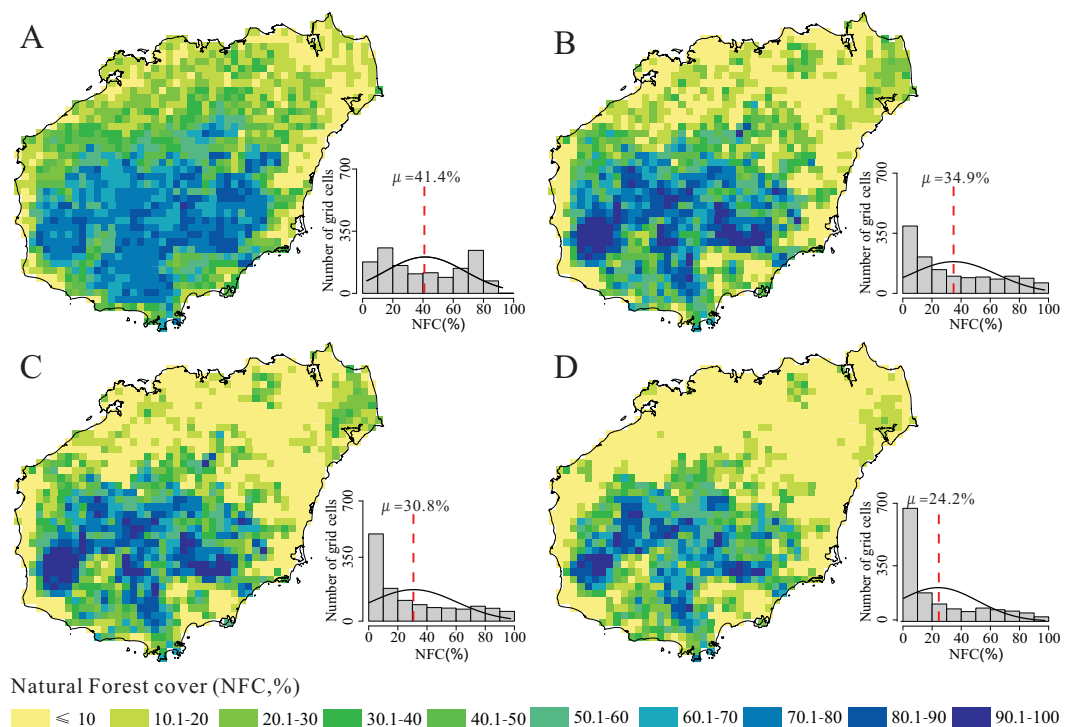 A
B
μ=41.4%
μ=34.9%
Number of grid cells
700
350
0
0 20 40 60 80 100
NFC(%)
Number of grid cells
700
350
0
0 20 40 60 80 100
NFC(%)
C
D
μ=30.8%
μ=24.2%
Number of grid cells
700
350
0
0 20 40 60 80 100
NFC(%)
Number of grid cells
700
350
0
0 20 40 60 80 100
NFC(%)
Natural Forest cover (NFC,%)
⩽ 10 10.1-20 20.1-30 30.1-40 40.1-50 50.1-60 60.1-70 70.1-80 80.1-90 90.1-100